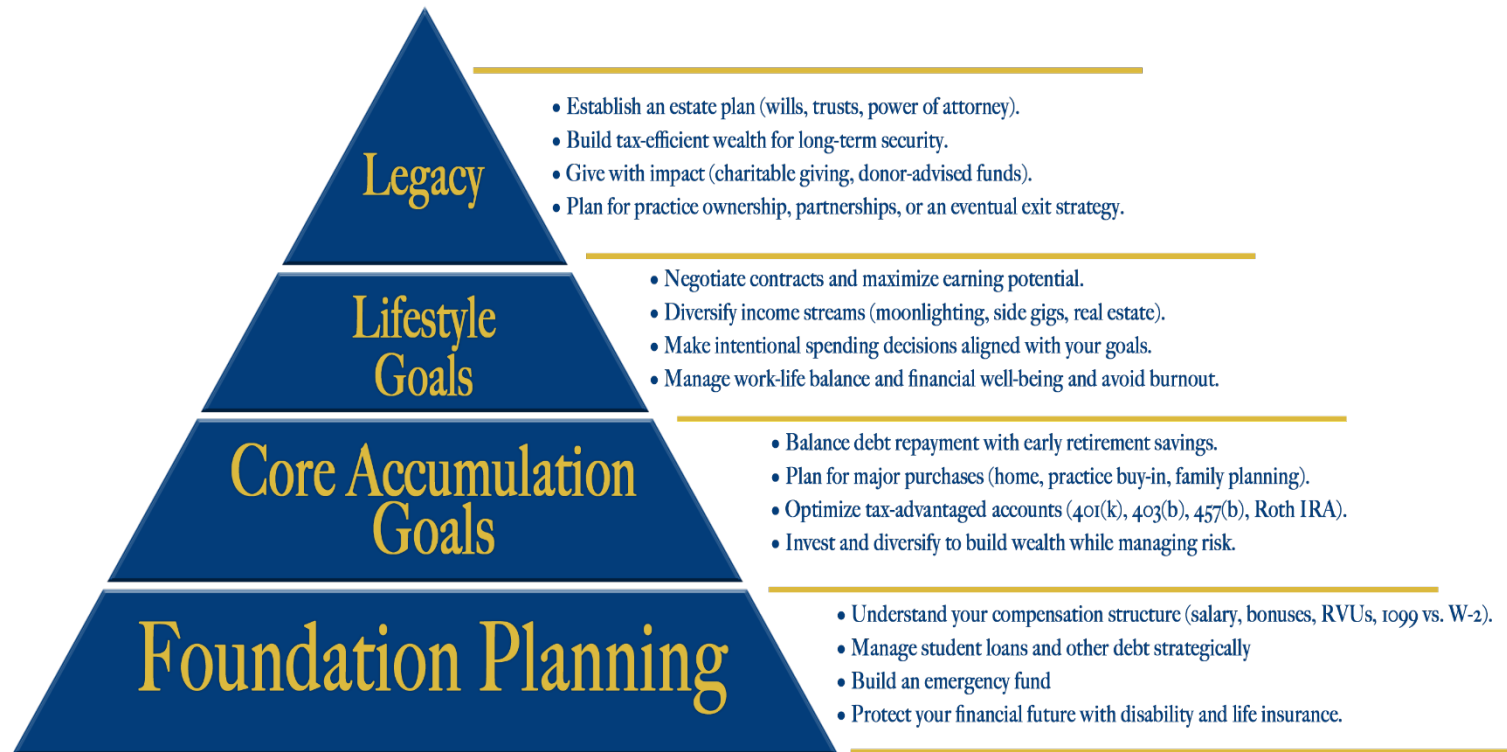 Legacy
• Establish an estate plan (wills, trusts, power of attorney).
• Build tax-efficient wealth for long-term security.
• Give with impact (charitable giving, donor-advised funds).
• Plan for practice ownership, partnerships, or an eventual exit strategy.
Lifestyle
Goals
• Negotiate contracts and maximize earning potential.
• Diversify income streams (moonlighting, side gigs, real estate).
• Make intentional spending decisions aligned with your goals.
• Manage work-life balance and financial well-being and avoid burnout.
Core Accumulation
Goals
• Balance debt repayment with early retirement savings.
• Plan for major purchases (home, practice buy-in, family planning).
• Optimize tax-advantaged accounts (401(k), 403(b), 457(b), Roth IRA).
• Invest and diversify to build wealth while managing risk.
Foundation Planning
• Understand your compensation structure (salary, bonuses, RVUs, 1099 vs. W-2).
• Manage student loans and other debt strategically
• Build an emergency fund
• Protect your financial future with disability and life insurance.